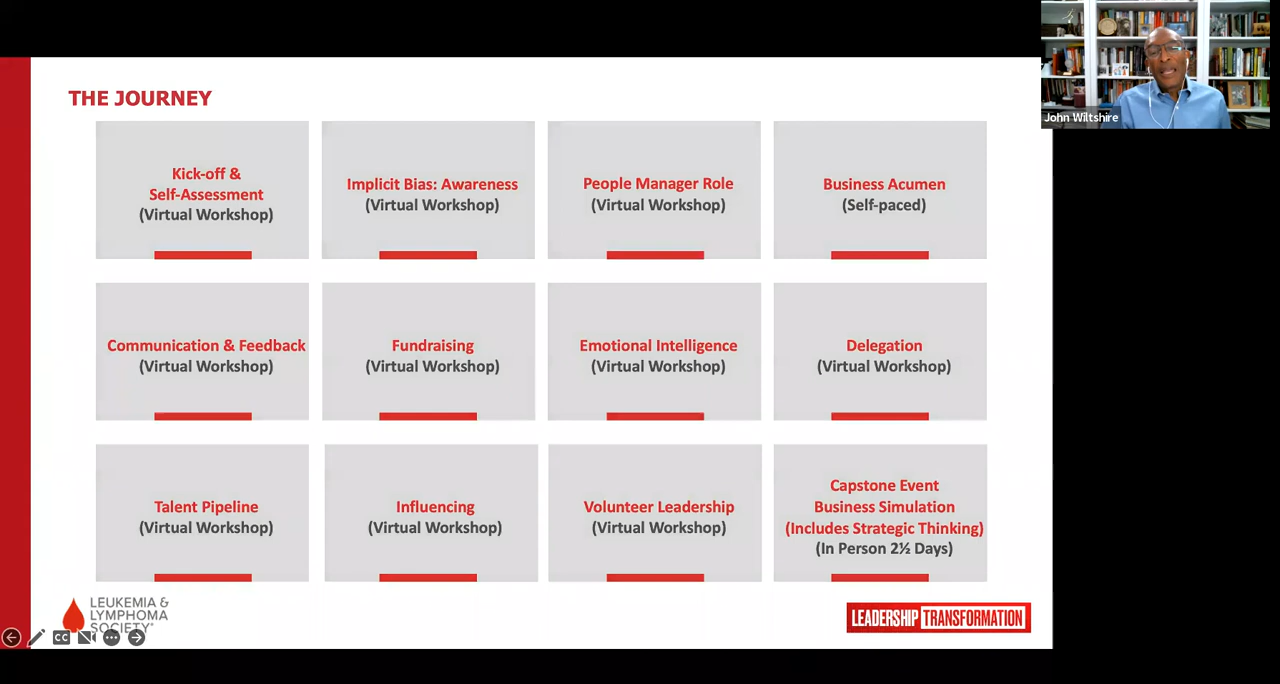 John Wiltshire
THE JOURNEY
Kick-off &
Self-Assessment
(Virtual Workshop)
Implicit Bias: Awareness
(Virtual Workshop)
People Manager Role
(Virtual Workshop)
Business Acumen
(Self-paced)
Communication & Feedback
(Virtual Workshop)
Fundraising
(Virtual Workshop)
Emotional Intelligence
(Virtual Workshop)
Delegation
(Virtual Workshop)
Talent Pipeline
(Virtual Workshop)
Influencing
(Virtual Workshop)
Volunteer Leadership
(Virtual Workshop)
Capstone Event
Business Simulation
(Includes Strategic Thinking)
(In Person 2½ Days)
LEUKEMIA &
LYMPHOMA
SOCIETY®
CC
LEADERSHIP TRANSFORMATION